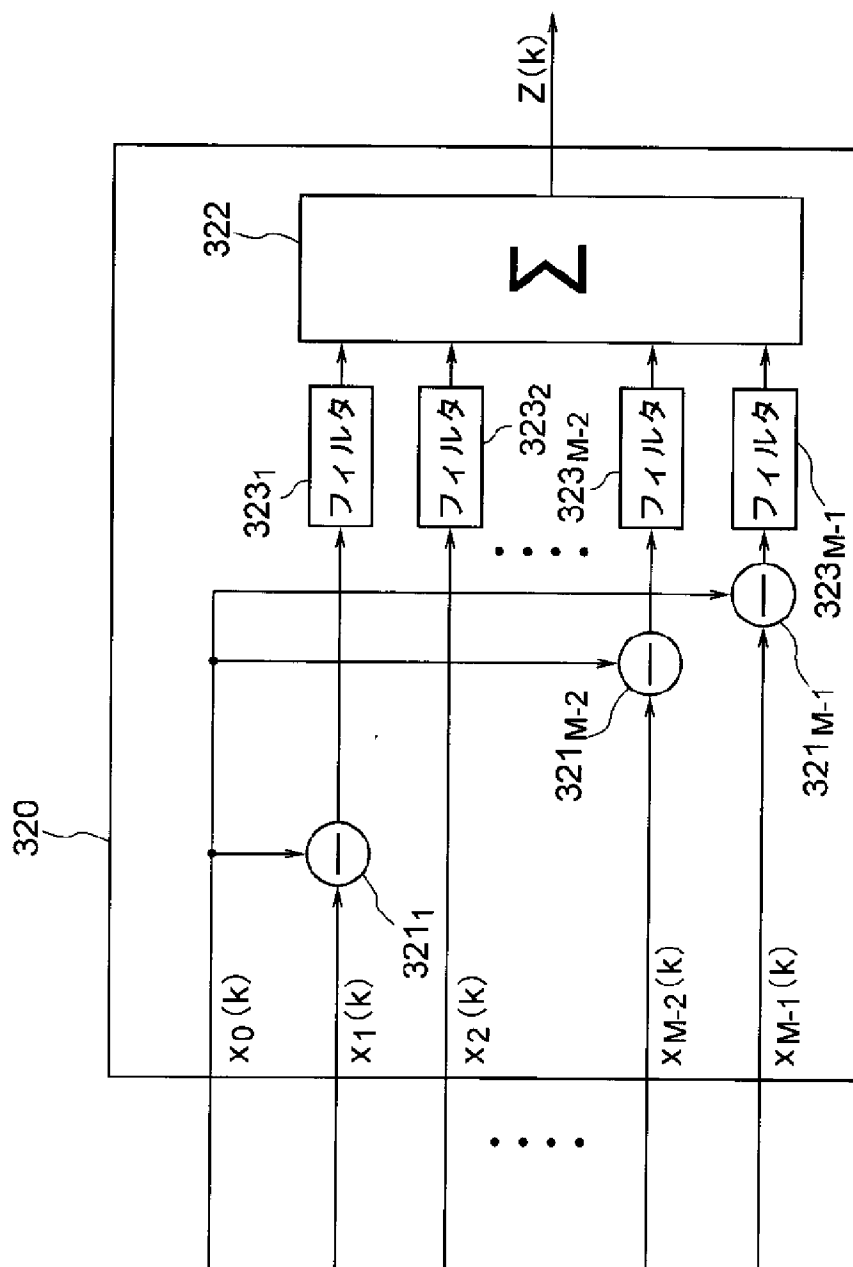 320
x0(k)
x1(k)
x2(k)
xM-2(k)
xM-1(k)
3211
321M-2
321M-1
3231
フィルタ
3232
フィルタ
323M-2
フィルタ
323M-1
フィルタ
322
Σ
Z(k)